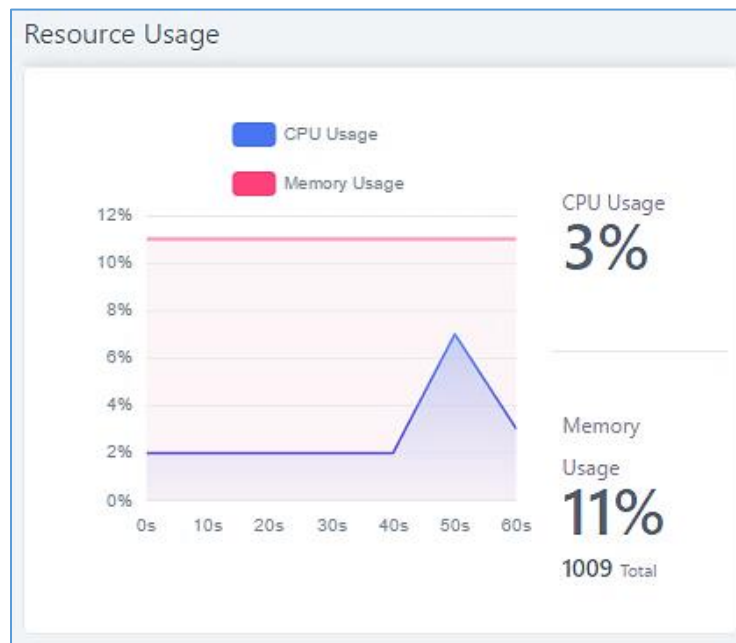 Resource Usage
CPU Usage
Memory Usage
12%
10%
8%
6%
4%
2%
0%
0s 10s 20s 30s 40s 50s 60s
CPU Usage
3%
Memory
Usage
11%
1009 Total